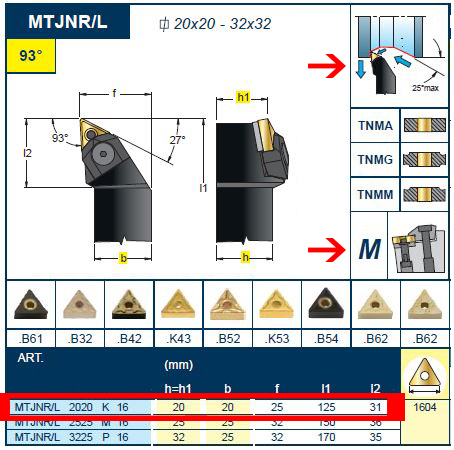 MTJNR/L
20x20 - 32x32
93°
f
h1
93°
27°
l2
l1
b
h
25°max
TNMA
TNMG
TNMM
M
.B61 .B32 .B42 .K43 .B52 .K53 .B54 .B62 .B62
ART. (mm)
h=h1 b f l1 l2
MTJNR/L 2020 K 16 20 20 25 125 31 1604
MTJNR/L 2525 M 16 25 25 32 150 36
MTJNR/L 3225 P 16 32 25 32 170 35